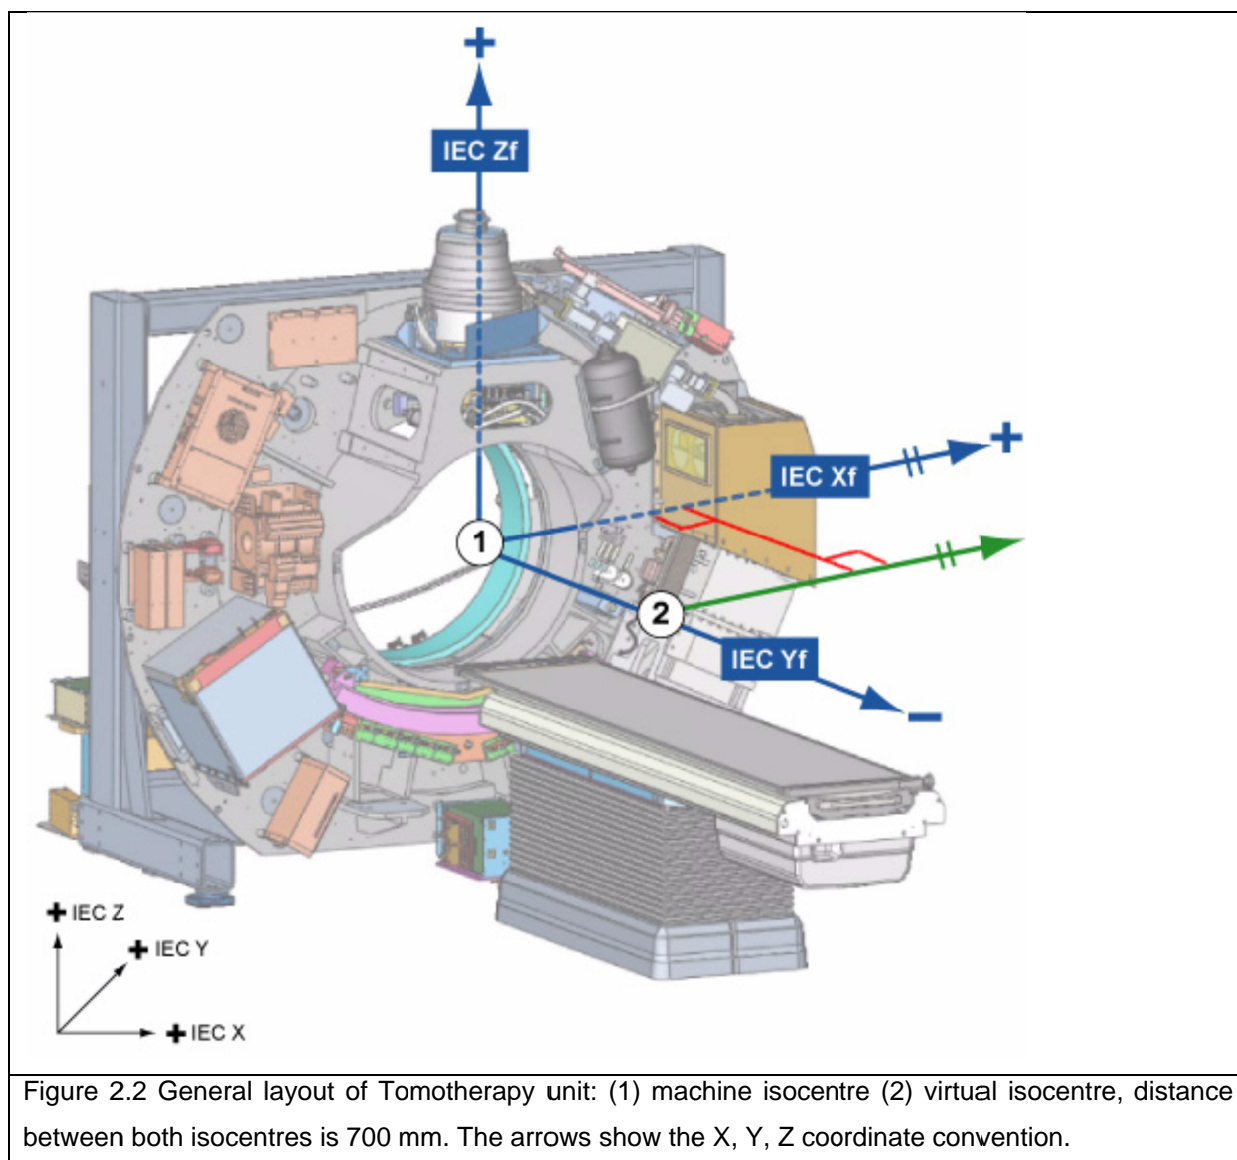 +
IEC Zf
+
IEC Xf
1
2
IEC Yf
−
+ IEC Z
+ IEC Y
+ IEC X
Figure 2.2 General layout of Tomotherapy unit: (1) machine isocentre (2) virtual isocentre, distance
between both isocentres is 700 mm. The arrows show the X, Y, Z coordinate convention.